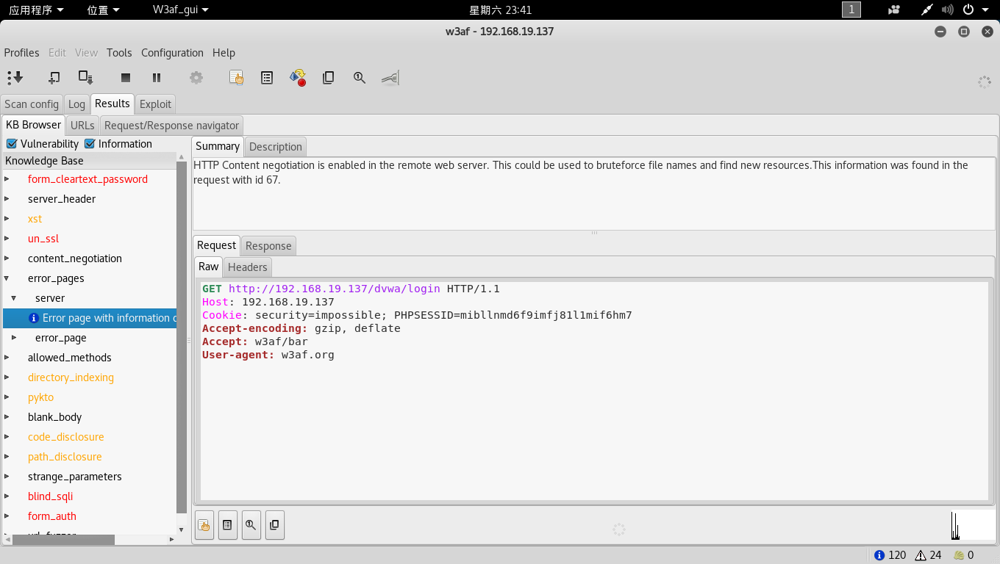 应用程序 位置 W3af_gui 星期六 23:41 1
w3af - 192.168.19.137
Profiles Edit View Tools Configuration Help
Scan config Log Results Exploit
KB Browser URLs Request/Response navigator
Vulnerability Information
Knowledge Base
form_cleartext_password
server_header
xst
un_ssl
content_negotiation
error_pages
server
Error page with information
error_page
allowed_methods
directory_indexing
pykto
blank_body
code_disclosure
path_disclosure
strange_parameters
blind_sqli
form_auth
Summary Description
HTTP Content negotiation is enabled in the remote web server. This could be used to bruteforce file names and find new resources.This information was found in the
request with id 67.
Request Response
Raw Headers
GET http://192.168.19.137/dvwa/login HTTP/1.1
Host: 192.168.19.137
Cookie: security=impossible; PHPSESSID=mibllnmd6f9imfj81l1mif6hm7
Accept-encoding: gzip, deflate
Accept: w3af/bar
User-agent: w3af.org
120 24 0